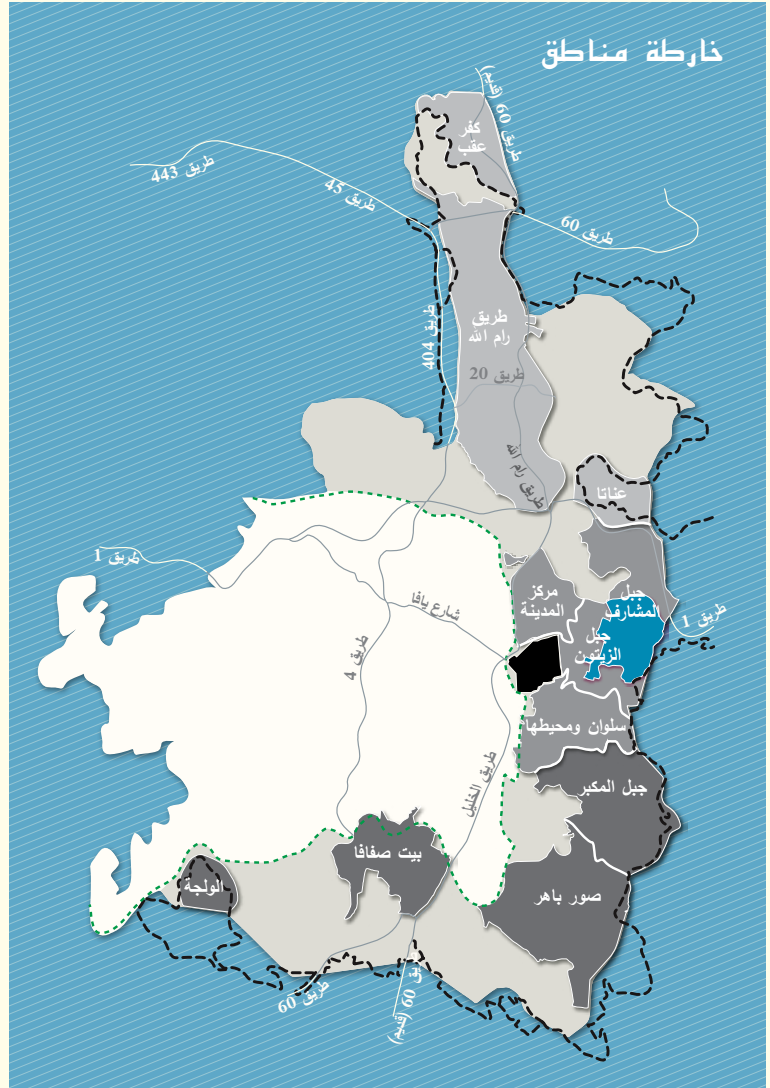 خارطة مناطق
كفر
عقب
طريق 60 (قديم)
طريق 443
طريق 45
طريق 60
طريق 404
طريق
رام الله
طريق 20
طريق رام الله
عناتا
طريق 1
جبل
المشارف
مركز
المدينة
شارع يافا
طريق 1
جبل
الزيتون
طريق 4
سلوان ومحيطها
طريق الخليل
جبل المكبر
بيت صفافا
الولجة
صور باهر
طريق 60
طريق 60 (قديم)